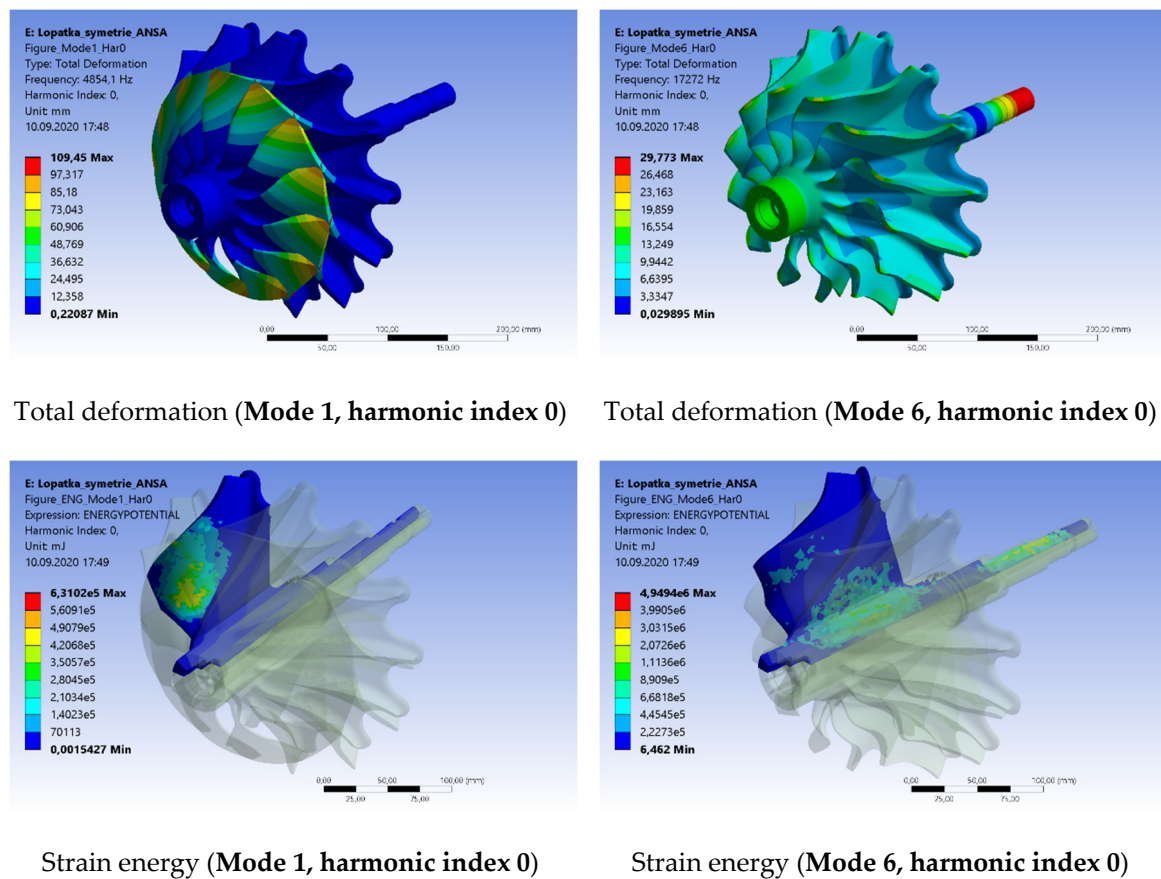 E: Lopatka_symetrie_ANSA
Figure_Mode1_Har0
Type: Total Deformation
Frequency: 4854,1 Hz
Harmonic Index: 0,
Unit: mm
10.09.2020 17:48
109,45 Max
97,317
85,18
73,043
60,906
48,769
36,632
24,495
12,358
0,22087 Min
0,00 100,00 200,00 (mm)
50,00 150,00
E: Lopatka_symetrie_ANSA
Figure_Mode6_Har0
Type: Total Deformation
Frequency: 17272 Hz
Harmonic Index: 0,
Unit: mm
10.09.2020 17:48
29,773 Max
26,468
23,163
19,859
16,554
13,249
9,9442
6,6395
3,3347
0,029895 Min
0,00 100,00 200,00 (mm)
50,00 150,00
Total deformation (Mode 1, harmonic index 0)
Total deformation (Mode 6, harmonic index 0)
E: Lopatka_symetrie_ANSA
Figure_ENG_Mode1_Har0
Expression: ENERGYPOTENTIAL
Harmonic Index: 0,
Unit: mJ
10.09.2020 17:49
6,3102e5 Max
5,6091e5
4,9079e5
4,2068e5
3,5057e5
2,8045e5
2,1034e5
1,4023e5
70113
0,0015427 Min
0,00 50,00 100,00 (mm)
25,00 75,00
E: Lopatka_symetrie_ANSA
Figure_ENG_Mode6_Har0
Expression: ENERGYPOTENTIAL
Harmonic Index: 0,
Unit: mJ
10.09.2020 17:49
4,9494e6 Max
3,9905e6
3,0315e6
2,0726e6
1,1136e6
8,909e5
6,6818e5
4,4545e5
2,2273e5
6,462 Min
0,00 50,00 100,00 (mm)
25,00 75,00
Strain energy (Mode 1, harmonic index 0)
Strain energy (Mode 6, harmonic index 0)